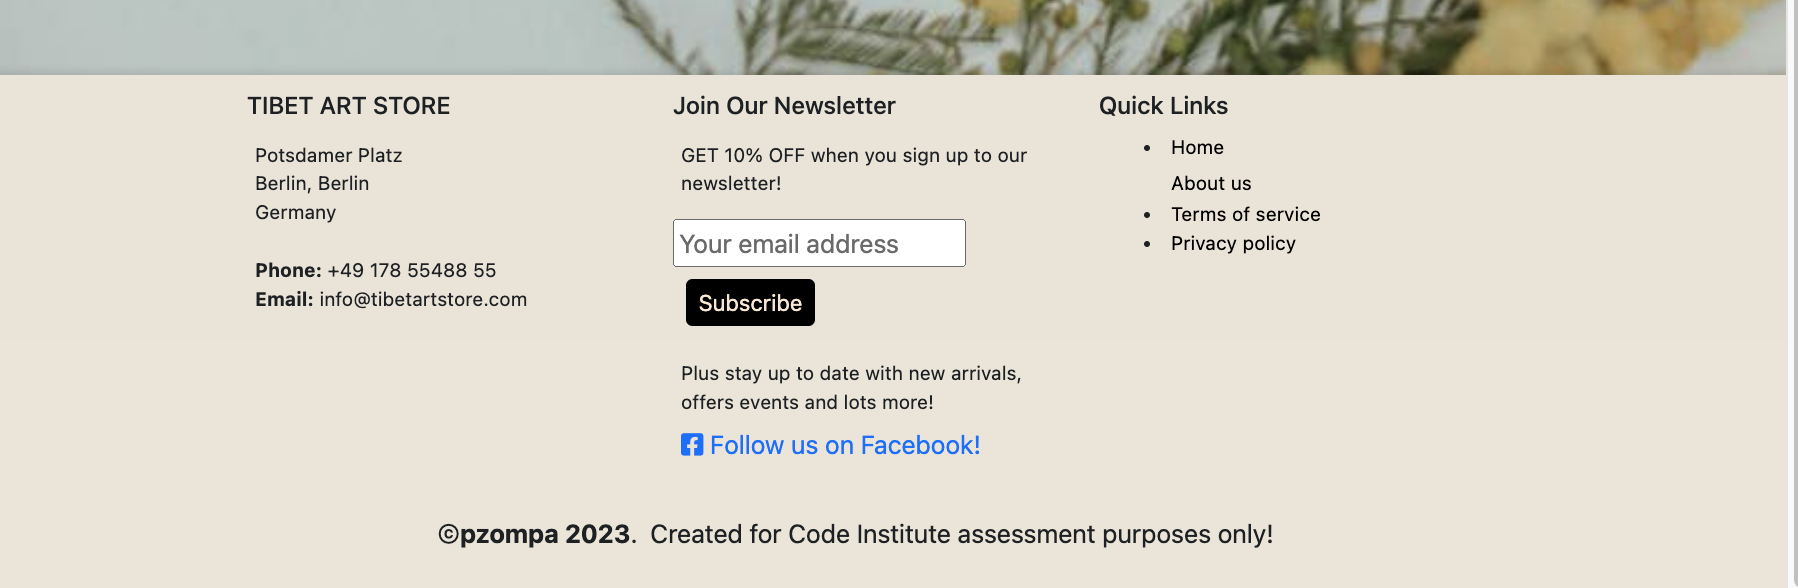 TIBET ART STORE
Potsdamer Platz
Berlin, Berlin
Germany
Phone: +49 178 55488 55
Email: info@tibetartstore.com
Join Our Newsletter
GET 10% OFF when you sign up to our
newsletter!
Your email address
Subscribe
Plus stay up to date with new arrivals,
offers events and lots more!
Follow us on Facebook!
Quick Links
• Home
About us
• Terms of service
• Privacy policy
©pzompa 2023. Created for Code Institute assessment purposes only!